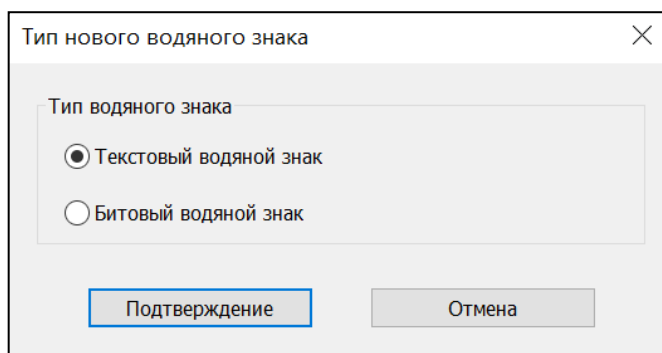 Тип нового водяного знака
Тип водяного знака
Текстовый водяной знак
Битовый водяной знак
Подтверждение
Отмена